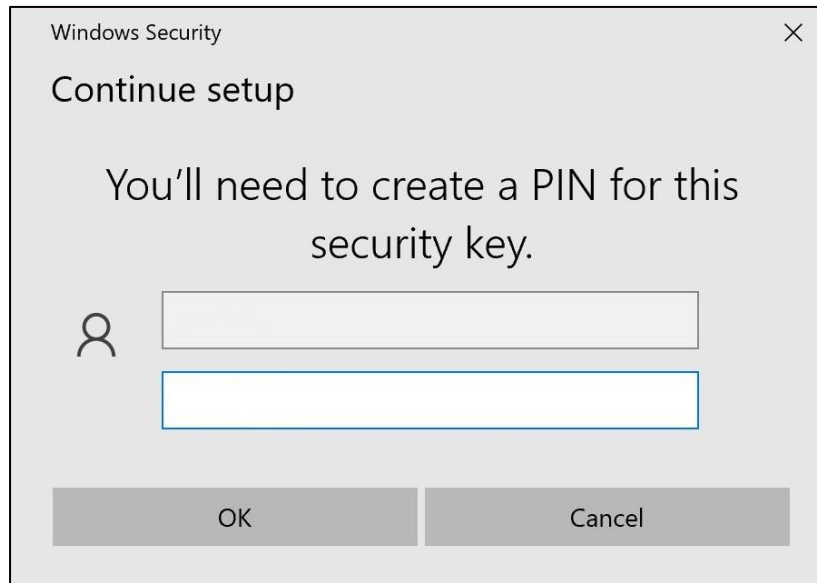 Windows Security
Continue setup
You'll need to create a PIN for this
security key.
OK
Cancel